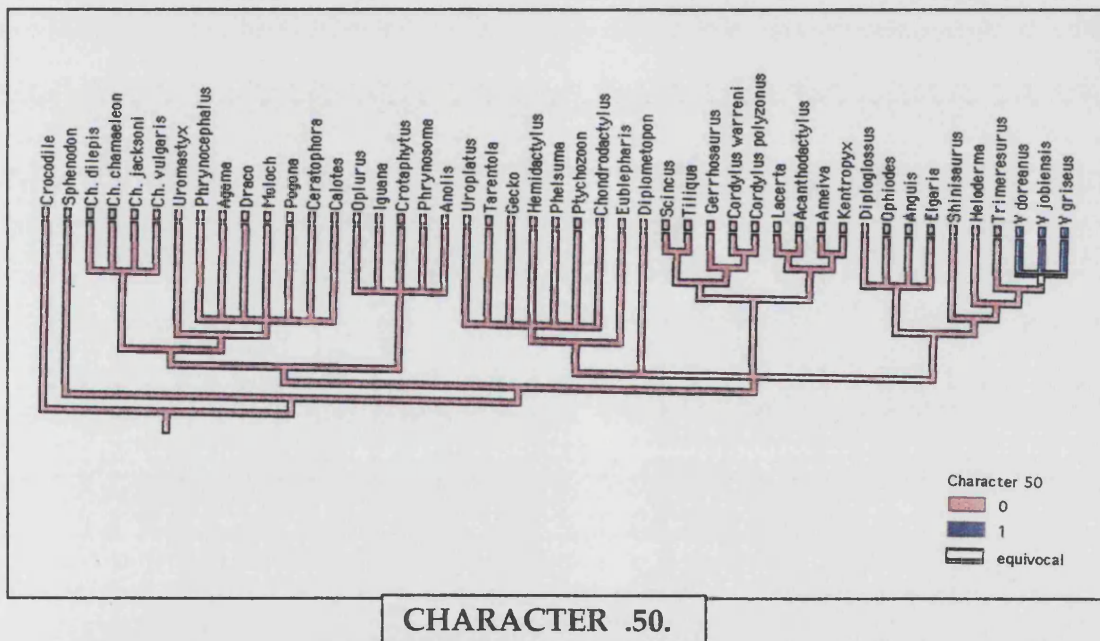 Crocodile
Sphenodon
Ch. dilepis
Ch. chamaeleon
Ch. jacksoni
Ch. vulgaris
Uromastyx
Phrynocephalus
Agama
Draco
Moloch
Pogona
Ceratophora
Calotes
Oplurus
Iguana
Crotaphytus
Phrynosoma
Anolis
Uroplatus
Tarentola
Gecko
Hemidactylus
Phelsuma
Ptychozoon
Chondrodactylus
Eublepharis
Diplometopon
Scincus
Tiliqua
Gerrhosaurus
Cordylus warreni
Cordylus polyzonus
Lacerta
Acanthodactylus
Ameiva
Kentropyx
Diploglossus
Ophiodes
Anguis
Elgaria
Shinisaurus
Heloderma
Trimeresurus
V doreanus
V jobiensis
V griseus
Character 50
0
1
equivocal
CHARACTER .50.